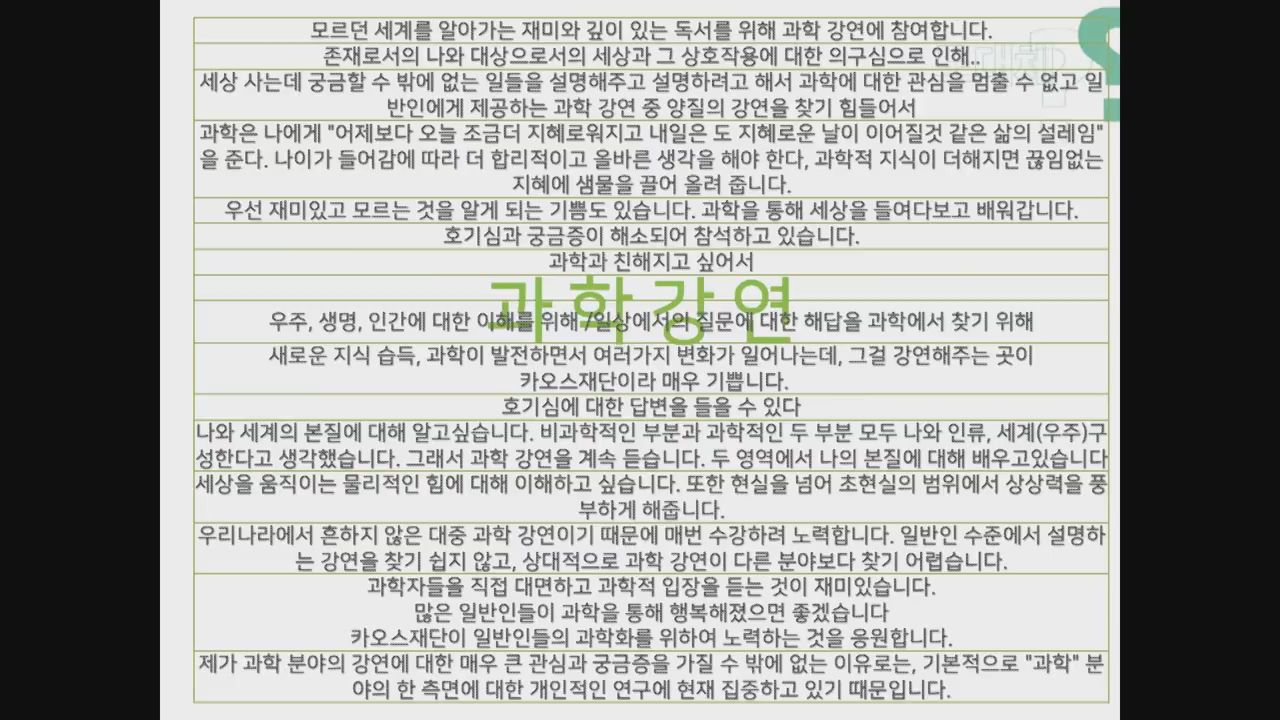 모르던 세계를 알아가는 재미와 깊이 있는 독서를 위해 과학 강연에 참여합니다.
존재로서의 나와 대상으로서의 세상과 그 상호작용에 대한 의구심으로 인해..
세상 사는데 궁금할 수 밖에 없는 일들을 설명해주고 설명하려고 해서 과학에 대한 관심을 멈출 수 없고 일
반인에게 제공하는 과학 강연 중 양질의 강연을 찾기 힘들어서
과학은 나에게 "어제보다 오늘 조금더 지혜로워지고 내일은 도 지혜로운 날이 이어질것 같은 삶의 설레임"
을 준다. 나이가 들어감에 따라 더 합리적이고 올바른 생각을 해야 한다, 과학적 지식이 더해지면 끊임없는
지혜에 샘물을 끌어 올려 줍니다.
우선 재미있고 모르는 것을 알게 되는 기쁨도 있습니다. 과학을 통해 세상을 들여다보고 배워갑니다.
호기심과 궁금증이 해소되어 참석하고 있습니다.
과학과 친해지고 싶어서
과학강연
우주, 생명, 인간에 대한 이해를 위해 /일상에서의 질문에 대한 해답을 과학에서 찾기 위해
새로운 지식 습득, 과학이 발전하면서 여러가지 변화가 일어나는데, 그걸 강연해주는 곳이
카오스재단이라 매우 기쁩니다.
호기심에 대한 답변을 들을 수 있다
나와 세계의 본질에 대해 알고싶습니다. 비과학적인 부분과 과학적인 두 부분 모두 나와 인류, 세계(우주)구
성한다고 생각했습니다. 그래서 과학 강연을 계속 듣습니다. 두 영역에서 나의 본질에 대해 배우고있습니다
세상을 움직이는 물리적인 힘에 대해 이해하고 싶습니다. 또한 현실을 넘어 초현실의 범위에서 상상력을 풍
부하게 해줍니다.
우리나라에서 흔하지 않은 대중 과학 강연이기 때문에 매번 수강하려 노력합니다. 일반인 수준에서 설명하
는 강연을 찾기 쉽지 않고, 상대적으로 과학 강연이 다른 분야보다 찾기 어렵습니다.
과학자들을 직접 대면하고 과학적 입장을 듣는 것이 재미있습니다.
많은 일반인들이 과학을 통해 행복해졌으면 좋겠습니다
카오스재단이 일반인들의 과학화를 위하여 노력하는 것을 응원합니다.
제가 과학 분야의 강연에 대한 매우 큰 관심과 궁금증을 가질 수 밖에 없는 이유로는, 기본적으로 "과학" 분
야의 한 측면에 대한 개인적인 연구에 현재 집중하고 있기 때문입니다.